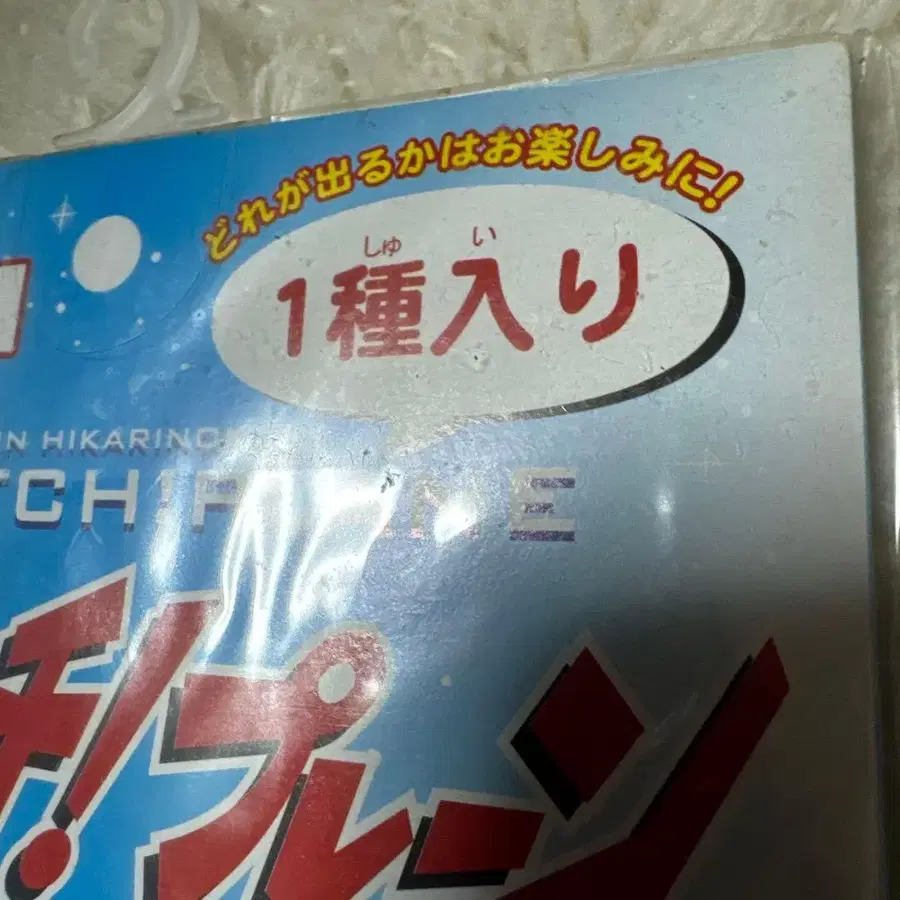 どれが出るかはお楽しみに!
しゅ い
1種入り
N HIKARINC
TCH!P
NE
チ!プレーン